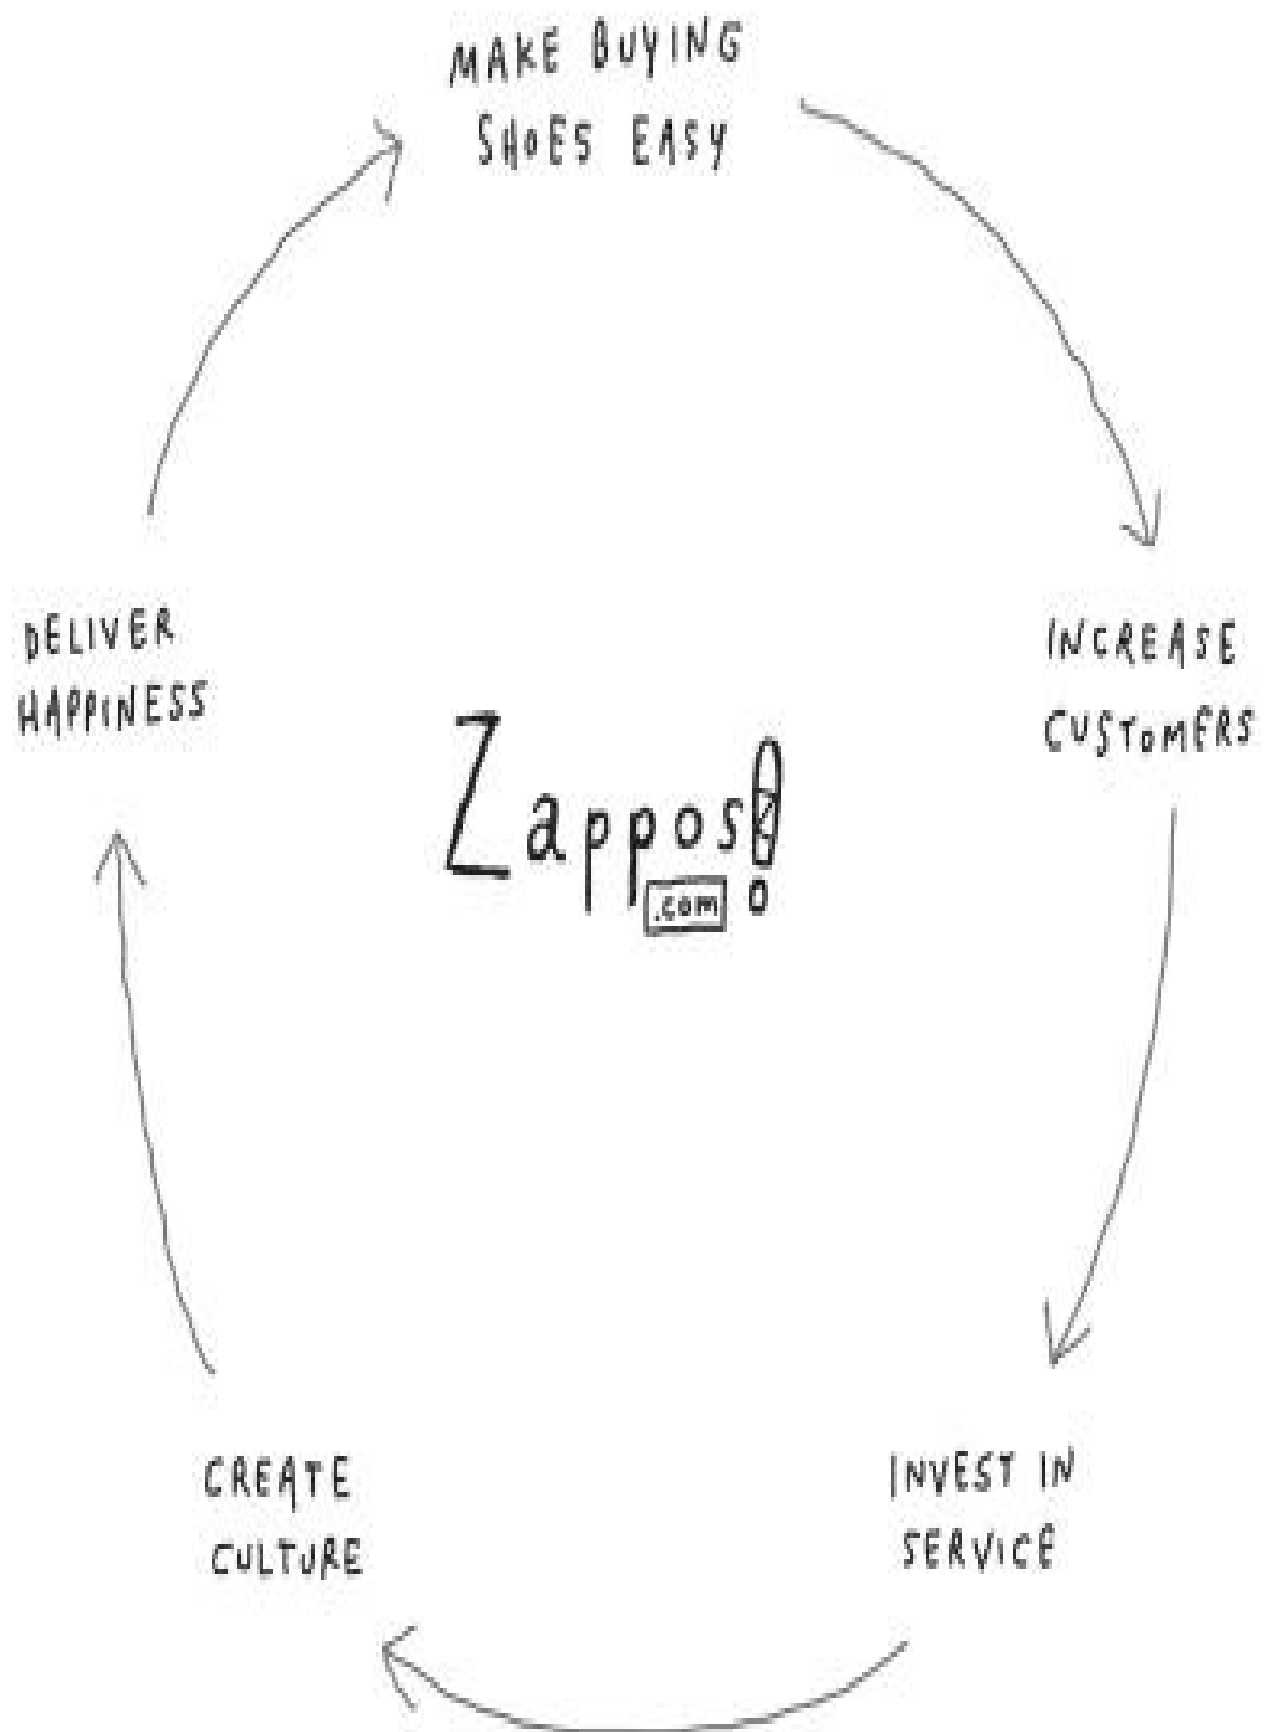 MAKE BUYING
SHOES EASY
INCREASE
CUSTOMERS
INVEST IN
SERVICE
CREATE
CULTURE
DELIVER
HAPPINESS
Zappos!
.com